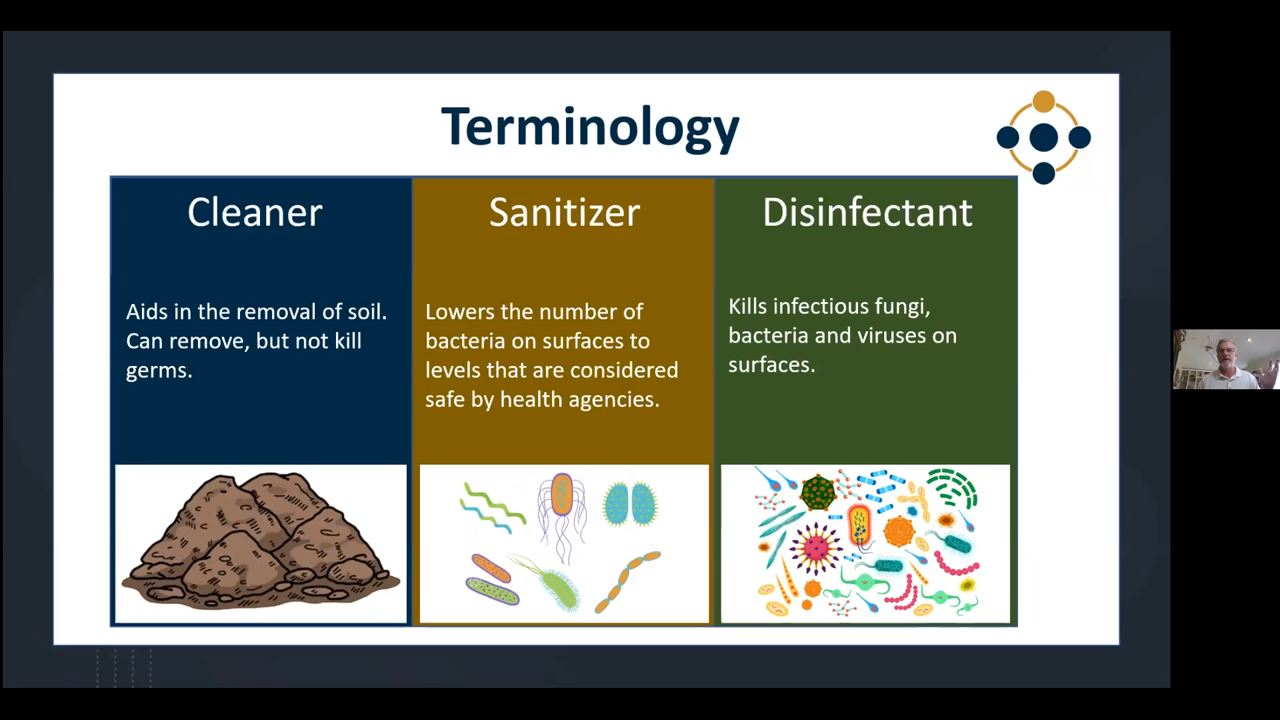 Terminology
Cleaner
Aids in the removal of soil.
Can remove, but not kill
germs.
Sanitizer
Lowers the number of
bacteria on surfaces to
levels that are considered
safe by health agencies.
Disinfectant
Kills infectious fungi,
bacteria and viruses on
surfaces.